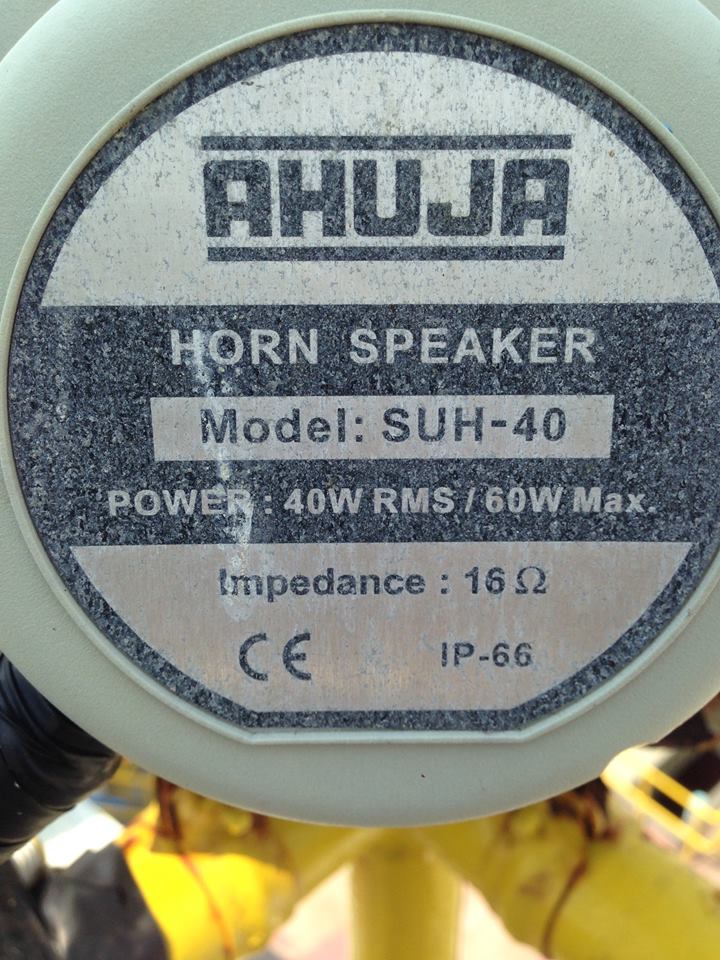 AHUJA
HORN SPEAKER
Model: SUH-40
POWER : 40W RMS / 60W Max.
Impedance : 16 Ω
CE IP-66